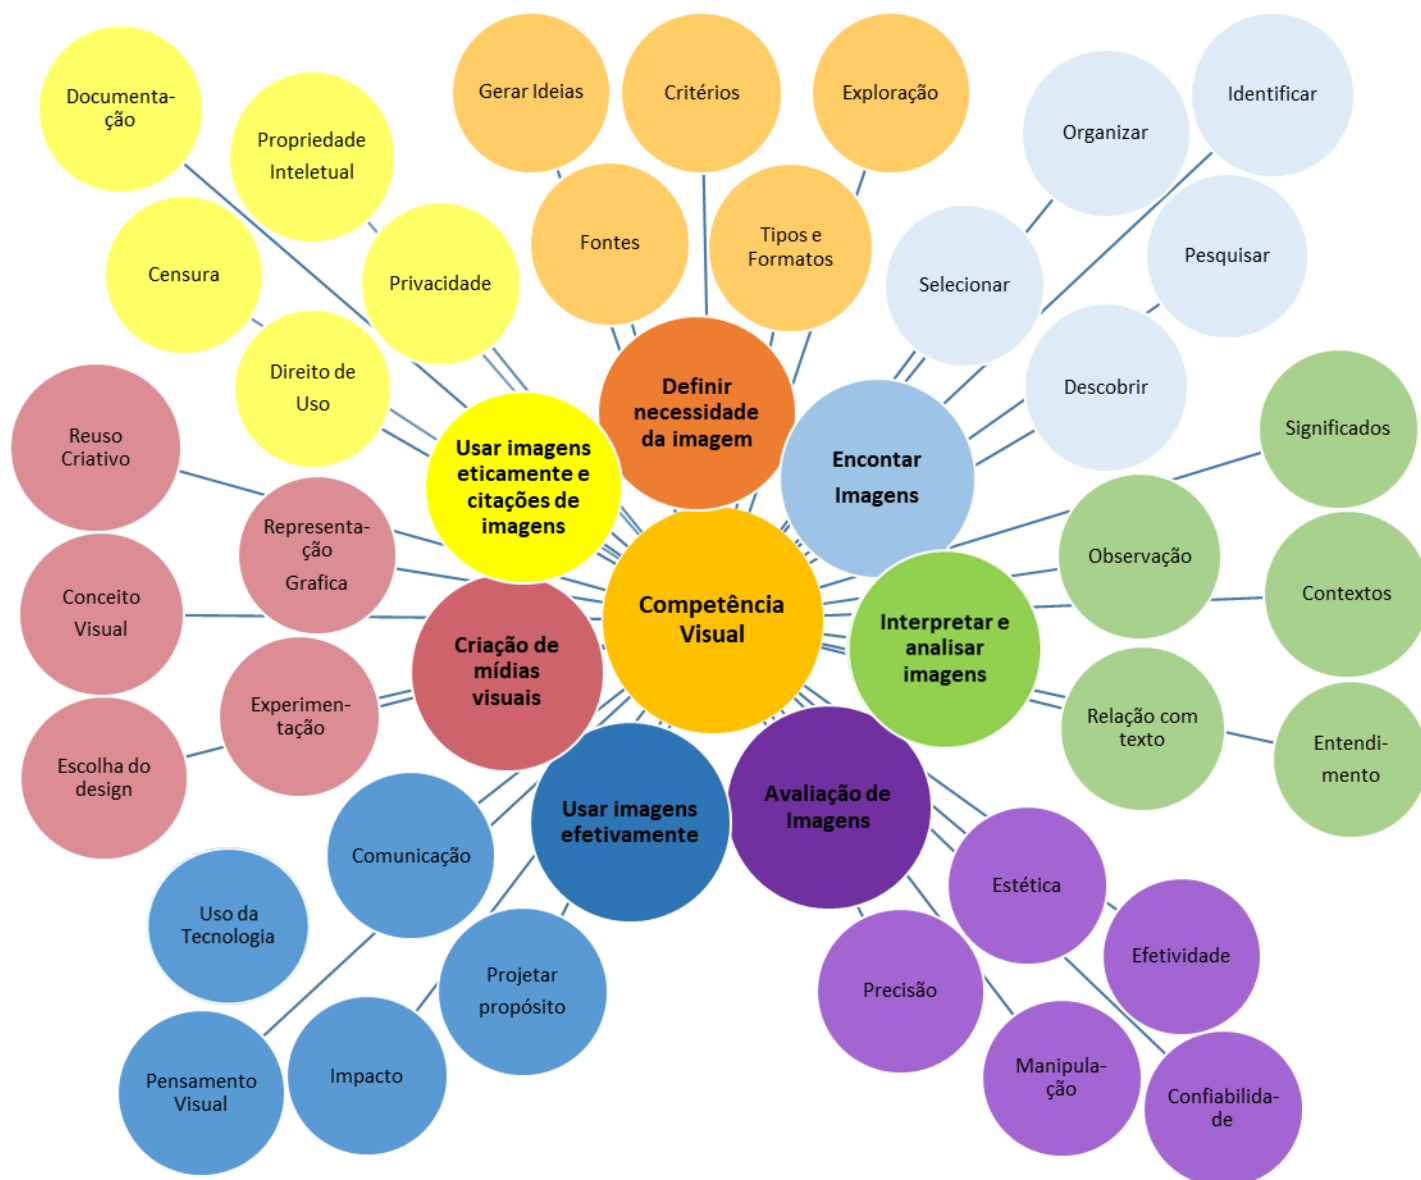 Documenta-
ção
Propriedade
Inteletual
Censura
Privacidade
Direito de
Uso
Gerar Ideias
Critérios
Exploração
Fontes
Tipos e
Formatos
Organizar
Identificar
Selecionar
Pesquisar
Descobrir
Definir
necessidade
da imagem
Usar imagens
eticamente e
citações de
imagens
Encontar
Imagens
Reuso
Criativo
Representa-
ção
Grafica
Conceito
Visual
Experimen-
tação
Escolha do
design
Criação de
mídias
visuais
Competência
Visual
Interpretar e
analisar
imagens
Significados
Observação
Contextos
Relação com
texto
Entendi-
mento
Usar imagens
efetivamente
Avaliação de
Imagens
Comunicação
Uso da
Tecnologia
Projetar
propósito
Pensamento
Visual
Impacto
Estética
Efetividade
Precisão
Manipula-
ção
Confiabilida-
de